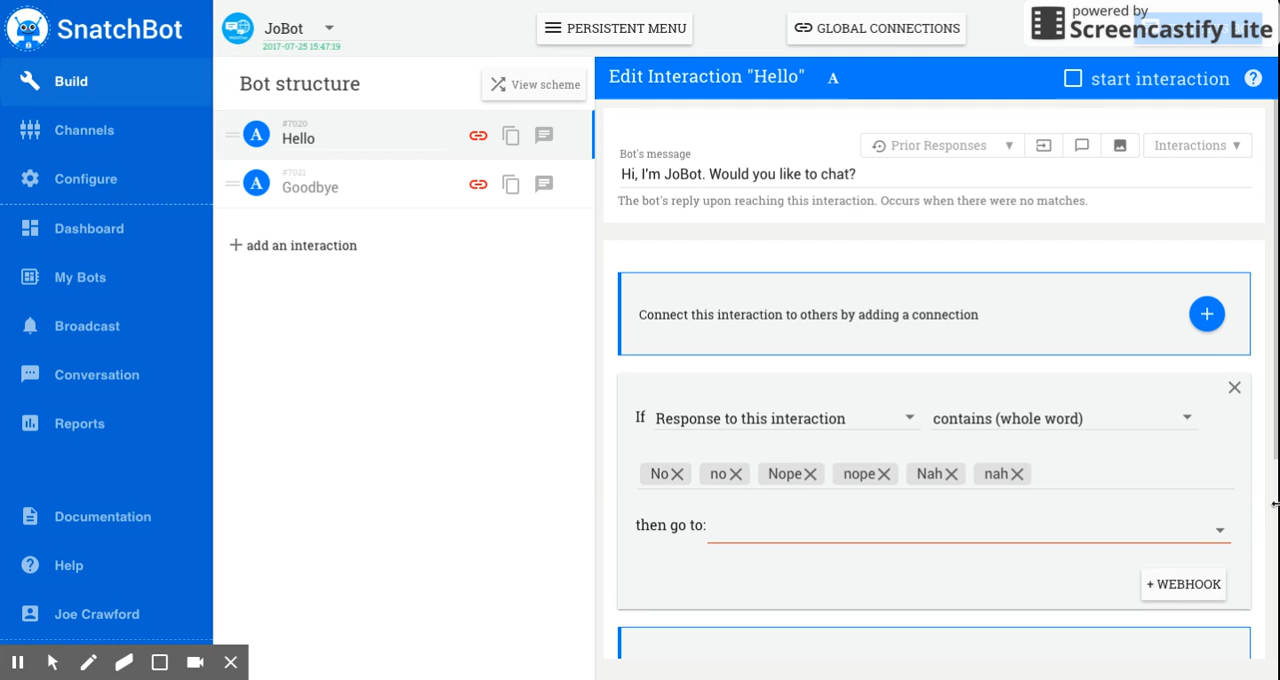 SnatchBot
JoBot
2017-07-25 15:47:19
PERSISTENT MENU
GLOBAL CONNECTIONS
powered by
Screencastify Lite
Build
Channels
Configure
Dashboard
My Bots
Broadcast
Conversation
Reports
Documentation
Help
Joe Crawford
Bot structure
View scheme
A
#7020
Hello
A
#7021
Goodbye
+ add an interaction
Edit Interaction "Hello" A
start interaction ?
Prior Responses
Interactions
Bot's message
Hi, I'm JoBot. Would you like to chat?
The bot's reply upon reaching this interaction. Occurs when there were no matches.
Connect this interaction to others by adding a connection
If Response to this interaction contains (whole word)
No no Nope nope Nah nah
then go to:
+ WEBHOOK